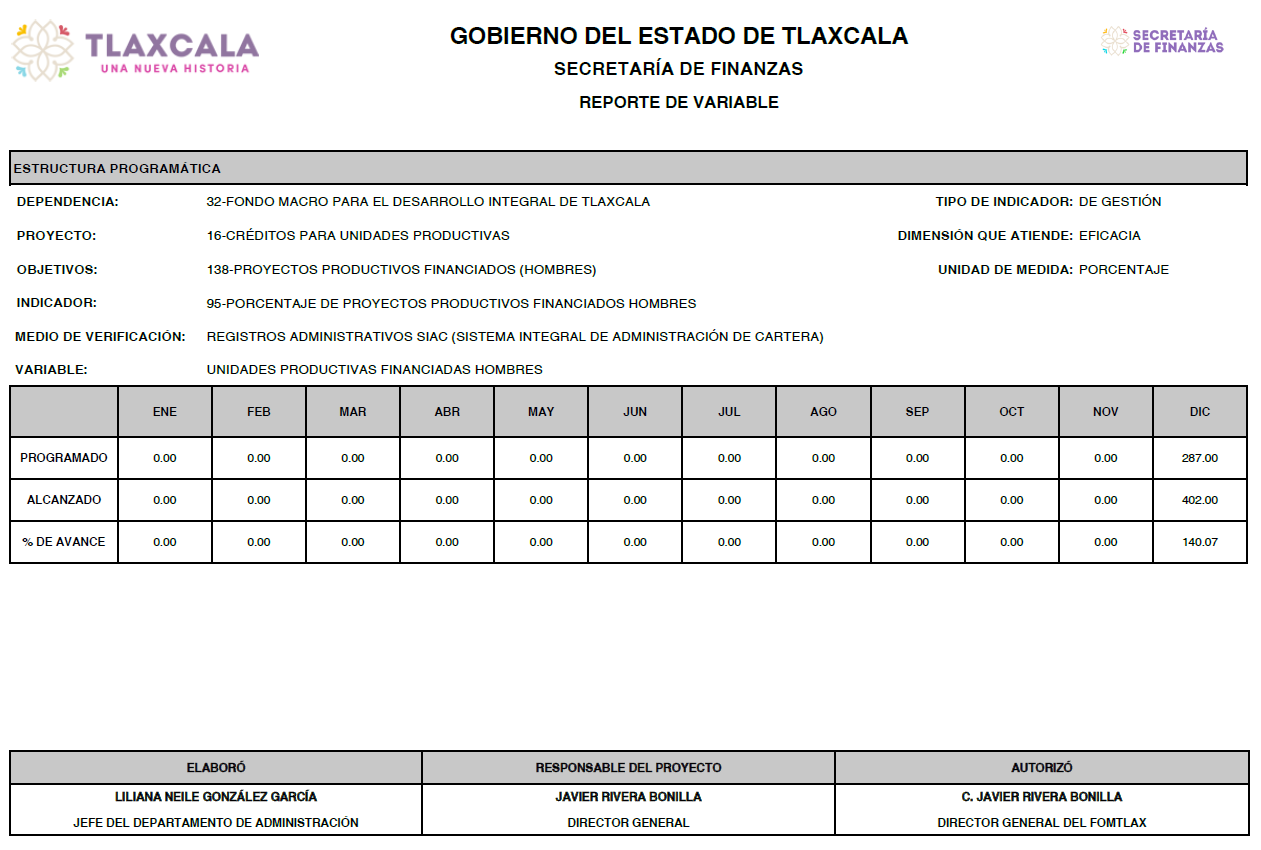 TLAXCALA
UNA NUEVA HISTORIA
GOBIERNO DEL ESTADO DE TLAXCALA
SECRETARÍA DE FINANZAS
REPORTE DE VARIABLE
SECRETARÍA
DE FINANZAS
ESTRUCTURA PROGRAMÁTICA
DEPENDENCIA: 32-FONDO MACRO PARA EL DESARROLLO INTEGRAL DE TLAXCALA TIPO DE INDICADOR: DE GESTIÓN
PROYECTO: 16-CRÉDITOS PARA UNIDADES PRODUCTIVAS DIMENSIÓN QUE ATIENDE: EFICACIA
OBJETIVOS: 138-PROYECTOS PRODUCTIVOS FINANCIADOS (HOMBRES) UNIDAD DE MEDIDA: PORCENTAJE
INDICADOR: 95-PORCENTAJE DE PROYECTOS PRODUCTIVOS FINANCIADOS HOMBRES
MEDIO DE VERIFICACIÓN: REGISTROS ADMINISTRATIVOS SIAC (SISTEMA INTEGRAL DE ADMINISTRACIÓN DE CARTERA)
VARIABLE: UNIDADES PRODUCTIVAS FINANCIADAS HOMBRES
ENE FEB MAR ABR MAY JUN JUL AGO SEP OCT NOV DIC
PROGRAMADO 0.00 0.00 0.00 0.00 0.00 0.00 0.00 0.00 0.00 0.00 0.00 287.00
ALCANZADO 0.00 0.00 0.00 0.00 0.00 0.00 0.00 0.00 0.00 0.00 0.00 402.00
% DE AVANCE 0.00 0.00 0.00 0.00 0.00 0.00 0.00 0.00 0.00 0.00 0.00 140.07
ELABORÓ RESPONSABLE DEL PROYECTO AUTORIZÓ
LILIANA NEILE GONZÁLEZ GARCÍA JAVIER RIVERA BONILLA C. JAVIER RIVERA BONILLA
JEFE DEL DEPARTAMENTO DE ADMINISTRACIÓN DIRECTOR GENERAL DIRECTOR GENERAL DEL FOMTLAX